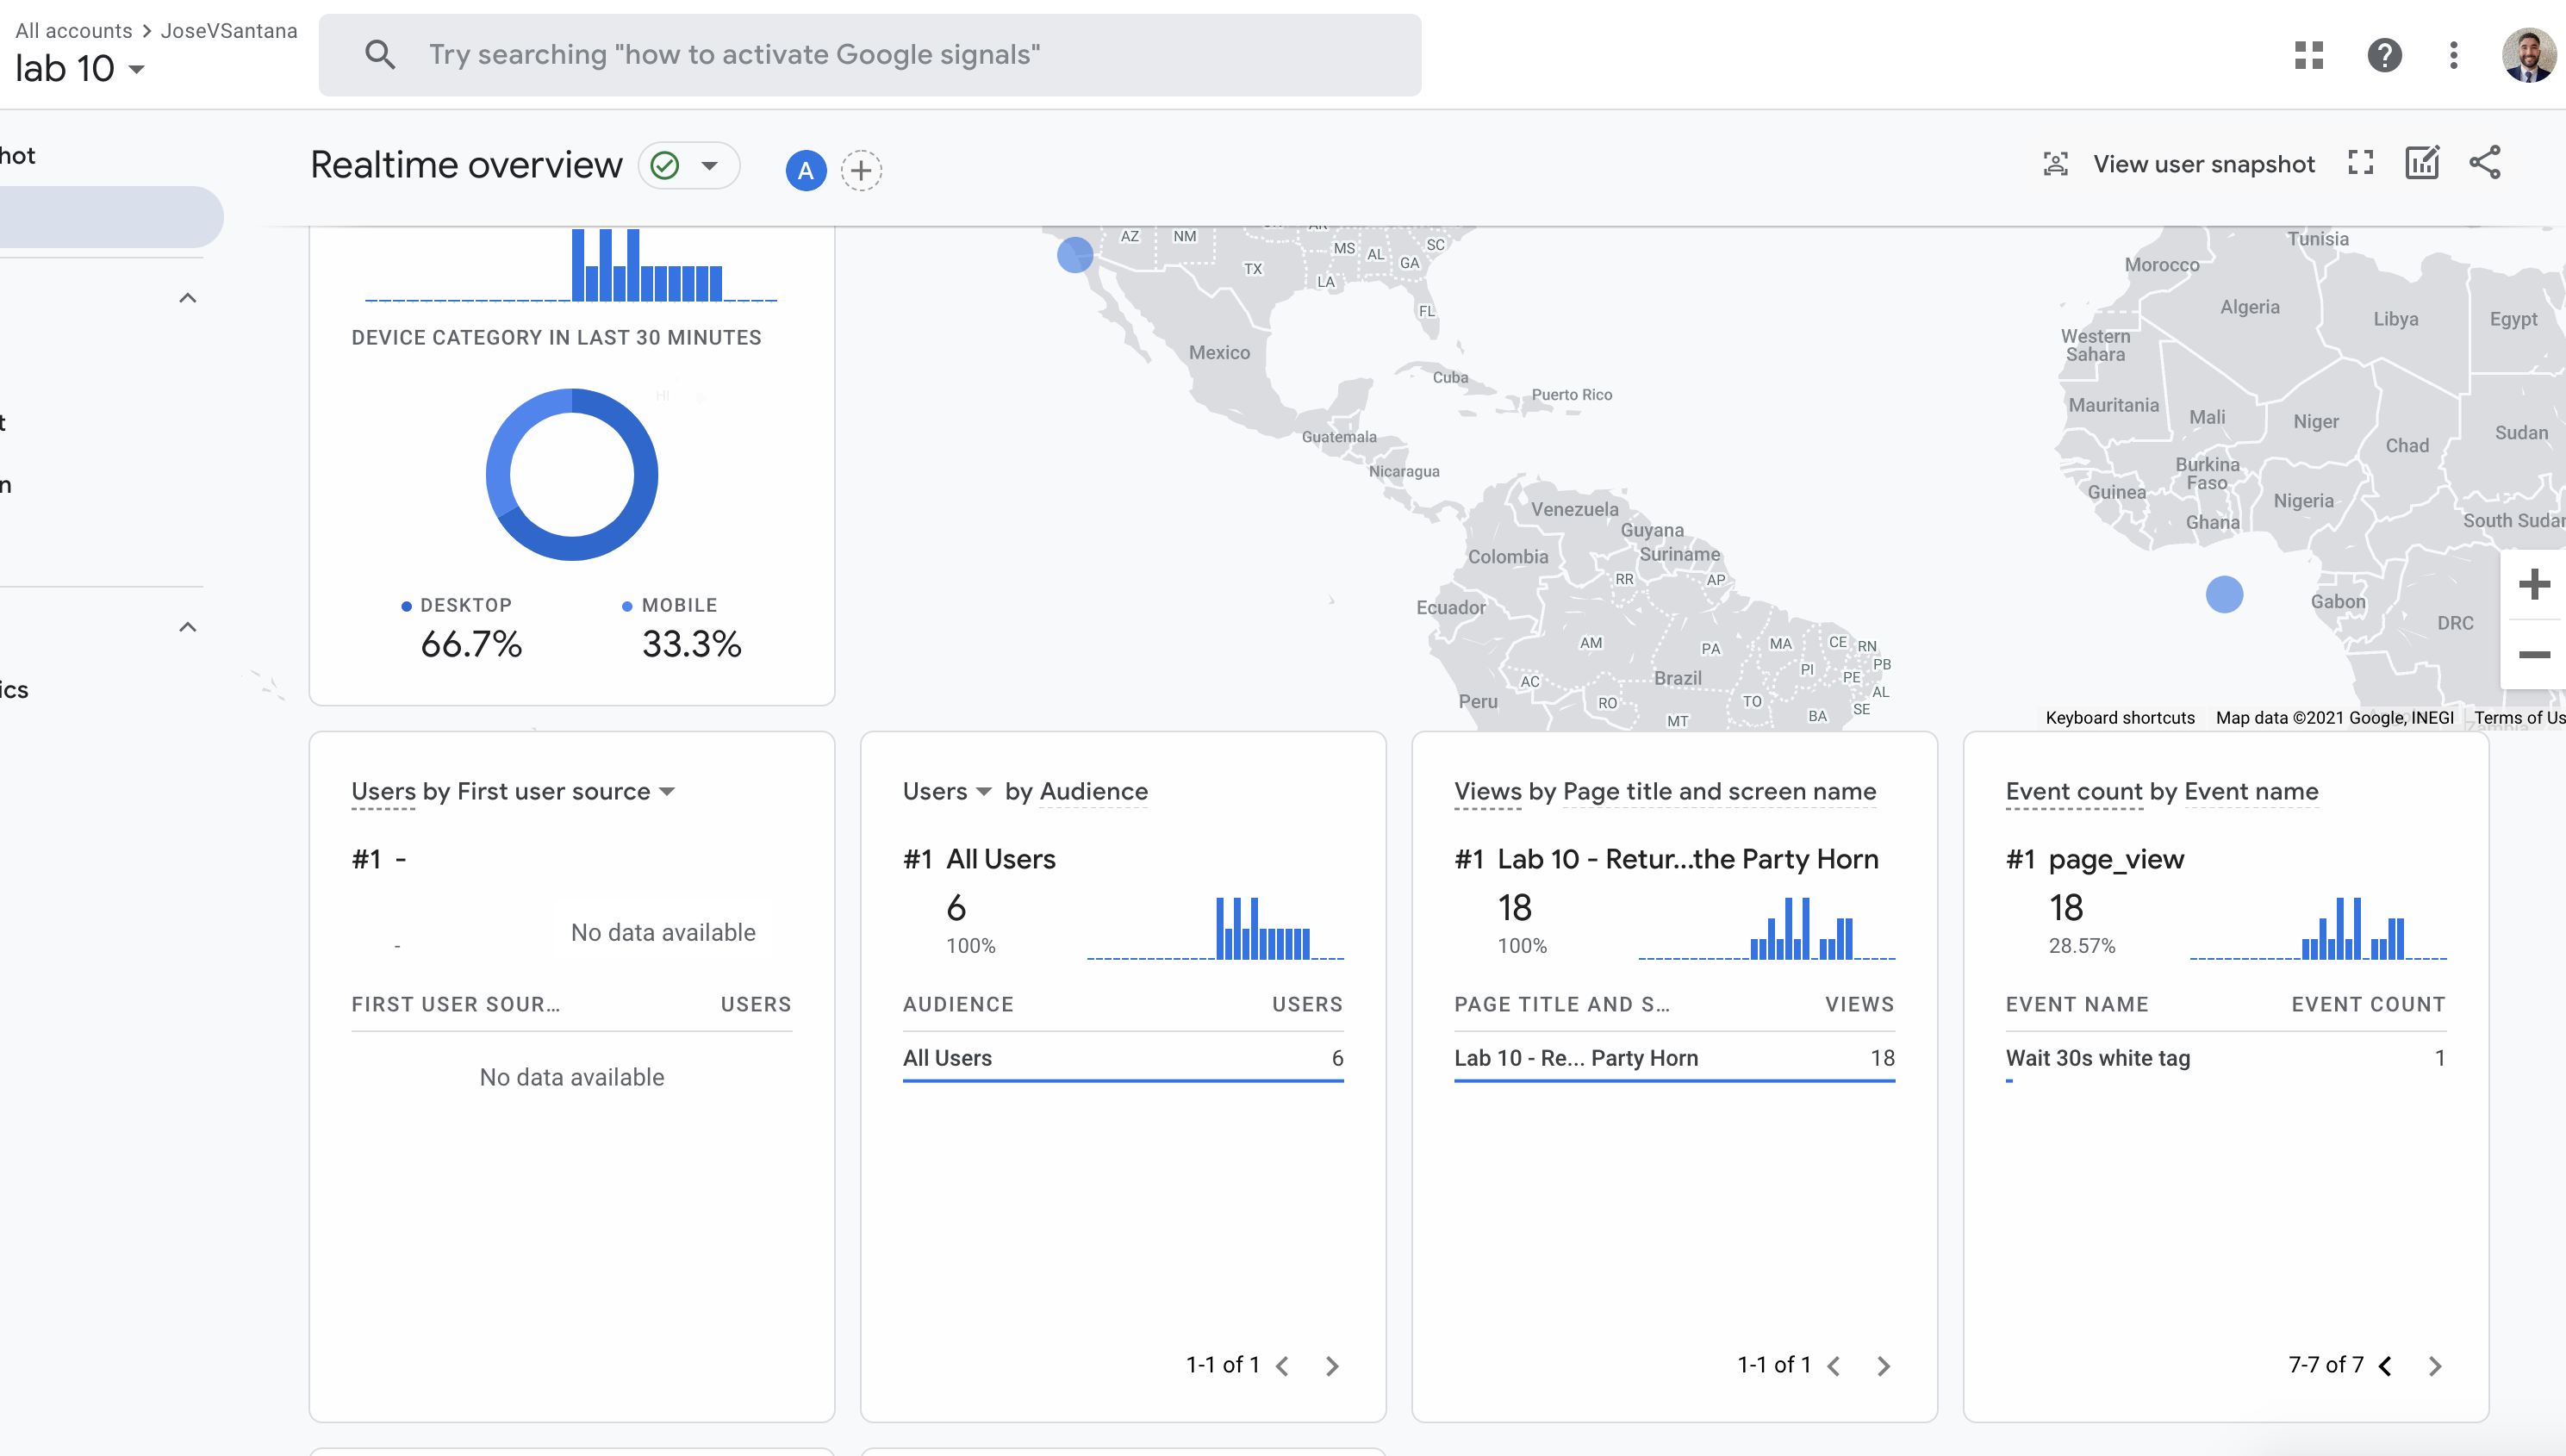 All accounts > JoseVSantana
lab 10
Try searching "how to activate Google signals"
hot
Realtime overview
A
View user snapshot
t
n
ics
DEVICE CATEGORY IN LAST 30 MINUTES
HI
DESKTOP
66.7%
MOBILE
33.3%
AZ
NM
AR
MS
AL
SC
TX
GA
LA
FL
Mexico
Cuba
Puerto Rico
Guatemala
Nicaragua
Venezuela
Guyana
Suriname
Colombia
RR
AP
Ecuador
AM
PA
MA
CE
RN
PB
PI
PE
AL
SE
AC
Brazil
Peru
RO
TO
MT
BA
Tunisia
Morocco
Algeria
Libya
Egypt
Western
Sahara
Mauritania
Mali
Niger
Chad
Sudan
Burkina
Faso
Guinea
Nigeria
Ghana
South Sudan
Gabon
DRC
Keyboard shortcuts
Map data ©2021 Google, INEGI
Terms of Us
Users by First user source
#1 -
-
No data available
FIRST USER SOUR… USERS
No data available
Users by Audience
#1 All Users
6
100%
AUDIENCE USERS
All Users 6
1-1 of 1
Views by Page title and screen name
#1 Lab 10 - Retur...the Party Horn
18
100%
PAGE TITLE AND S… VIEWS
Lab 10 - Re... Party Horn 18
1-1 of 1
Event count by Event name
#1 page_view
18
28.57%
EVENT NAME EVENT COUNT
Wait 30s white tag 1
7-7 of 7